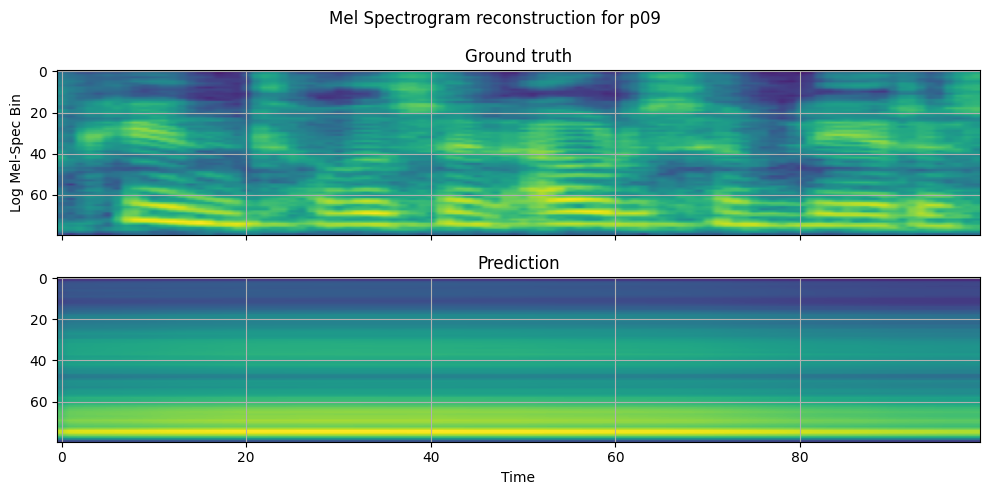 Mel Spectrogram reconstruction for p09
Ground truth
0
20
40
60
Log Mel-Spec Bin
Prediction
0
20
40
60
0 20 40 60 80
Time